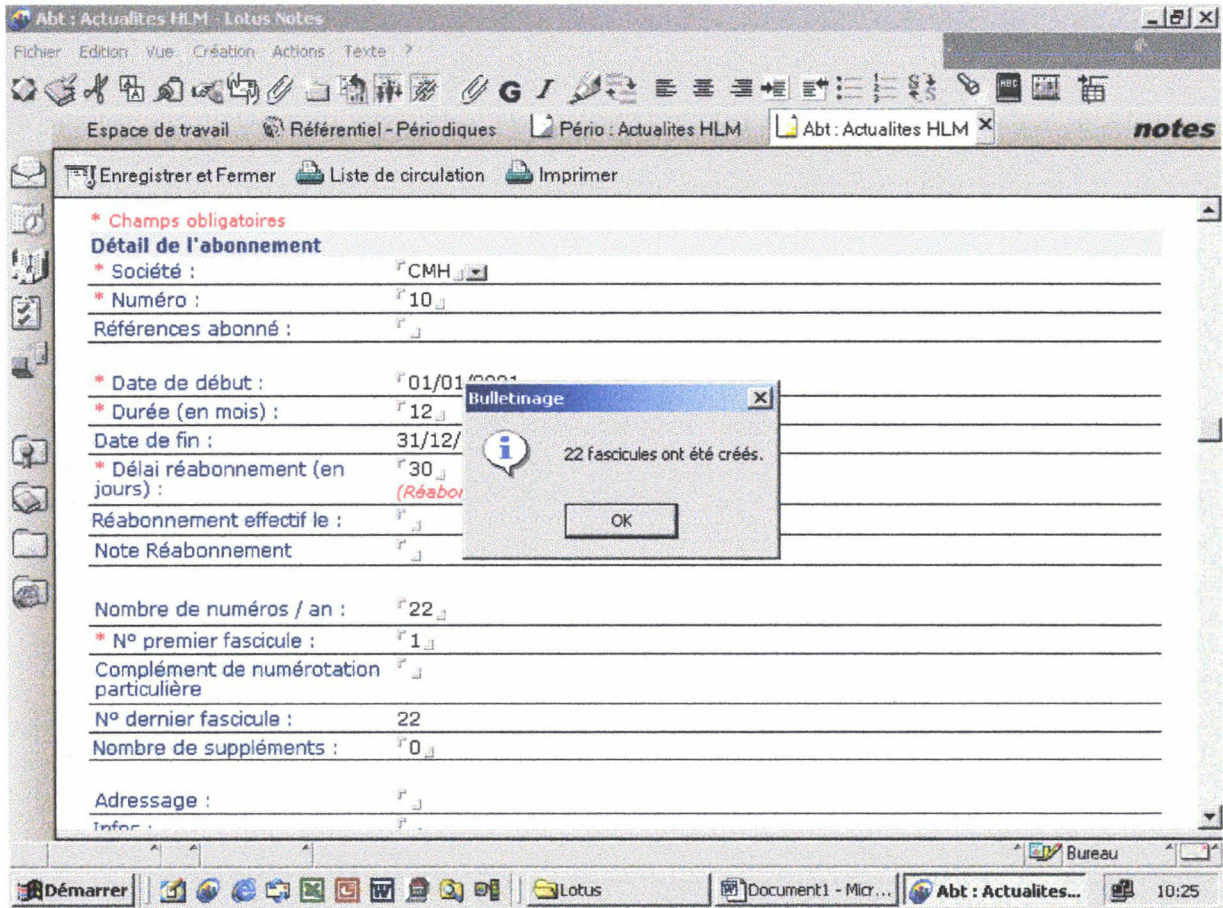 Abt : Actualites HLM - Lotus Notes
Fichier Edition Vue Création Actions Texte ?
G I
Espace de travail Référentiel - Périodiques Pério : Actualites HLM Abt : Actualites HLM notes
Enregistrer et Fermer Liste de circulation Imprimer
* Champs obligatoires
Détail de l'abonnement
* Société : CMH
* Numéro : 10
Références abonné :
* Date de début : 01/01/2001
* Durée (en mois) : 12
Date de fin : 31/12/
* Délai réabonnement (en
jours) : 30
(Réabon
Réabonnement effectif le :
Note Réabonnement
Bulletinage
22 fascicules ont été créés.
OK
Nombre de numéros / an : 22
* N° premier fascicule : 1
Complément de numérotation
particulière
N° dernier fascicule : 22
Nombre de suppléments : 0
Adressage :
Bureau
Démarrer Lotus Document1 - Micr... Abt : Actualites... 10:25